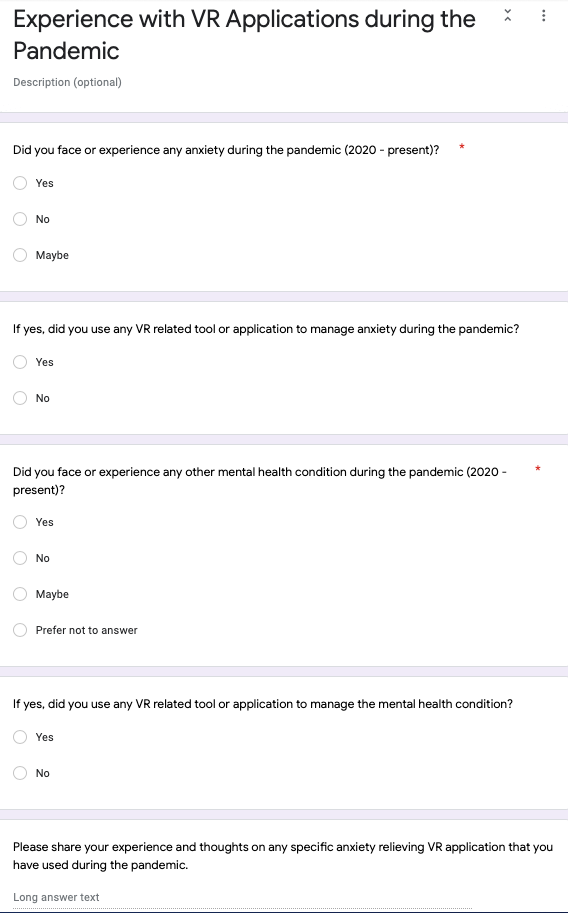 Experience with VR Applications during the
Pandemic
Description (optional)
Did you face or experience any anxiety during the pandemic (2020 - present)? *
Yes
No
Maybe
If yes, did you use any VR related tool or application to manage anxiety during the pandemic?
Yes
No
Did you face or experience any other mental health condition during the pandemic (2020 - *
present)?
Yes
No
Maybe
Prefer not to answer
If yes, did you use any VR related tool or application to manage the mental health condition?
Yes
No
Please share your experience and thoughts on any specific anxiety relieving VR application that you
have used during the pandemic.
Long answer text